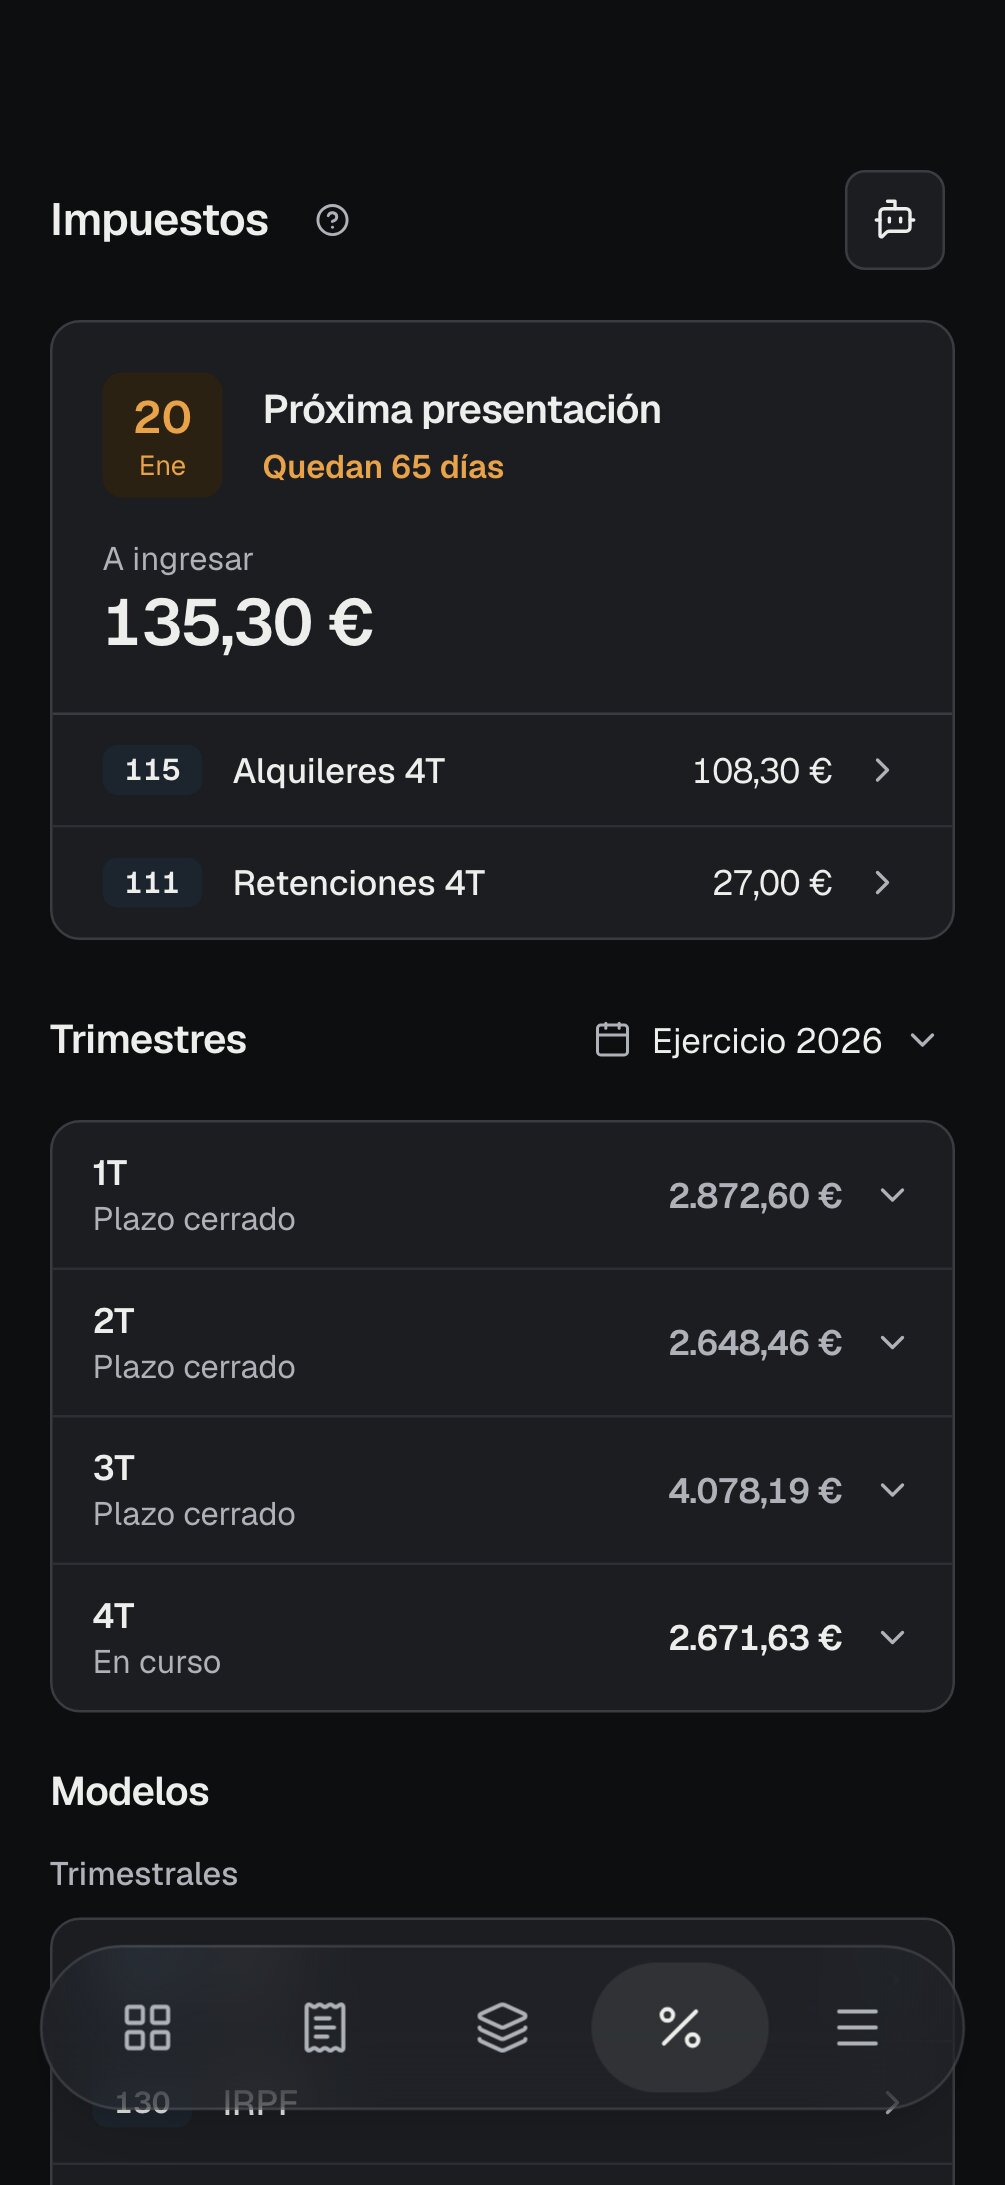 Impuestos
20
Ene
Próxima presentación
Quedan 65 días
A ingresar
135,30 €
115 Alquileres 4T 108,30 €
111 Retenciones 4T 27,00 €
Trimestres Ejercicio 2026
1T
Plazo cerrado
2.872,60 €
2T
Plazo cerrado
2.648,46 €
3T
Plazo cerrado
4.078,19 €
4T
En curso
2.671,63 €
Modelos
Trimestrales
130 IRPF